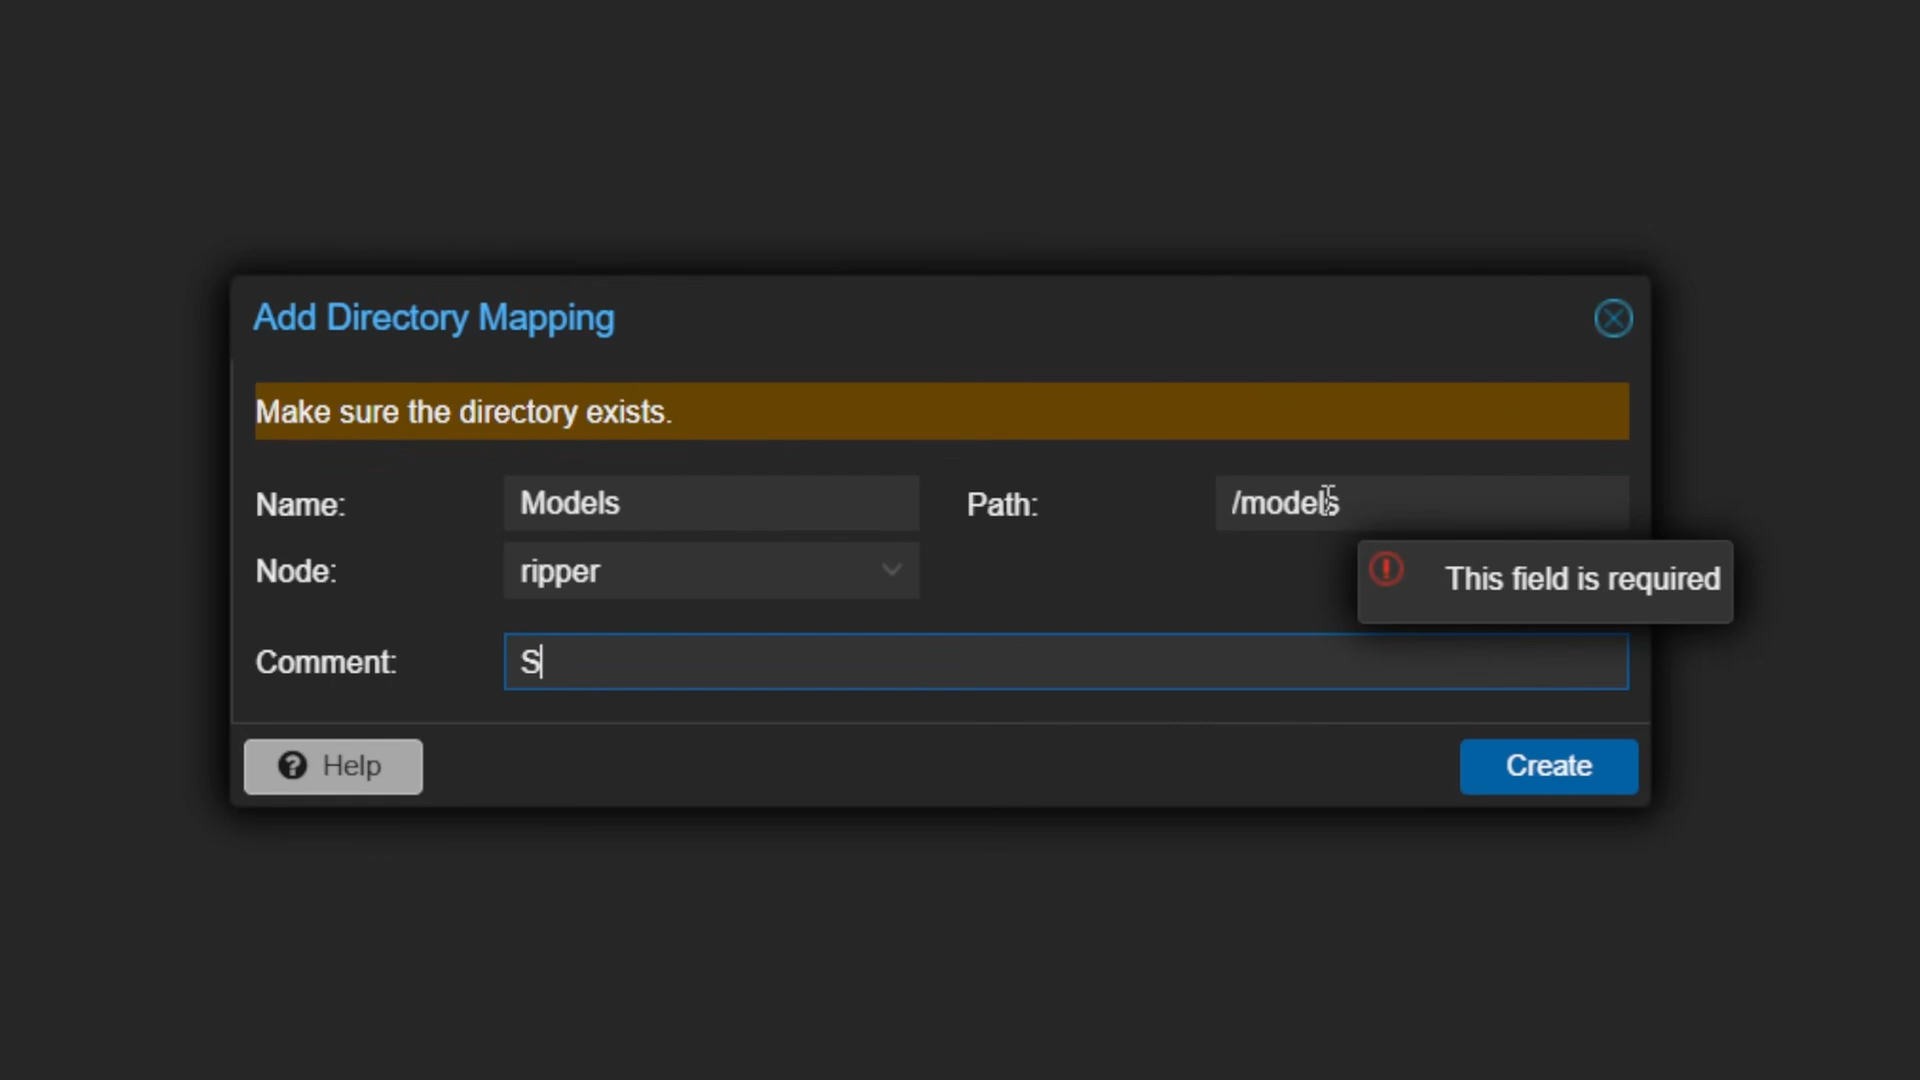 Add Directory Mapping
Make sure the directory exists.
Name: Models Path: /models
Node: ripper
This field is required
Comment: S
Help Create